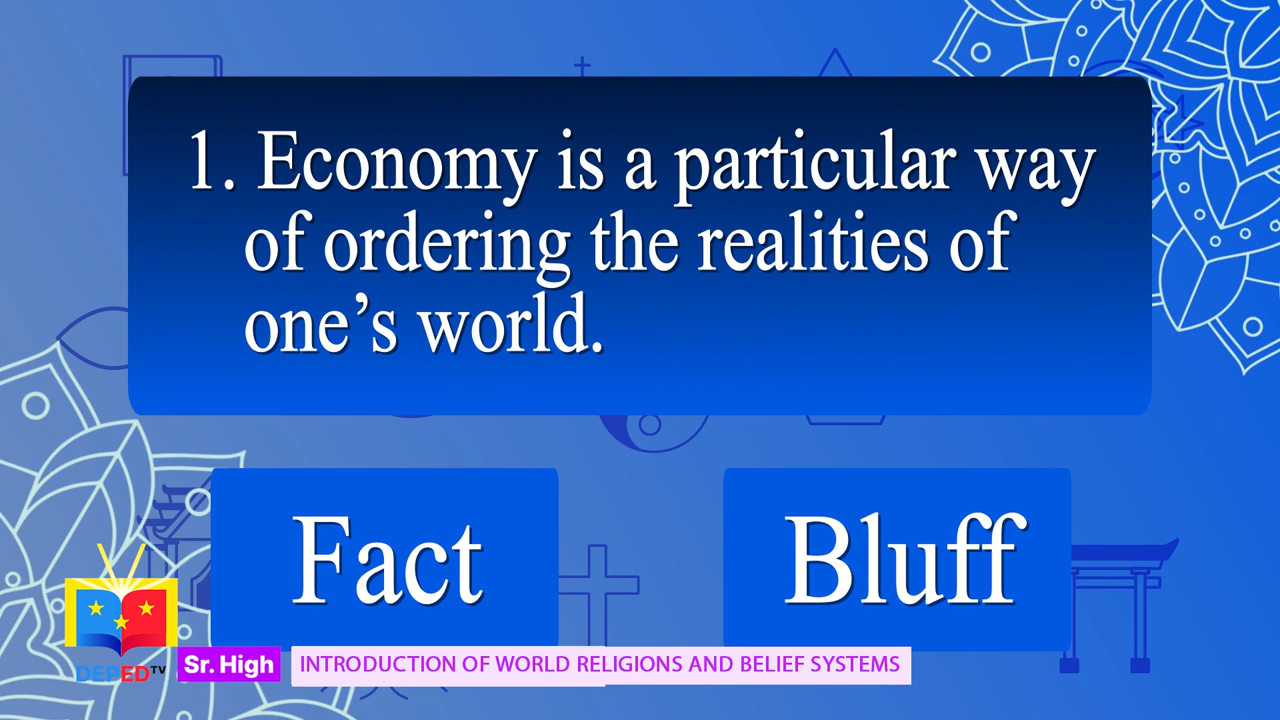 1. Economy is a particular way
of ordering the realities of
one’s world.
Fact
Bluff
DEPED TV
Sr. High
INTRODUCTION OF WORLD RELIGIONS AND BELIEF SYSTEMS